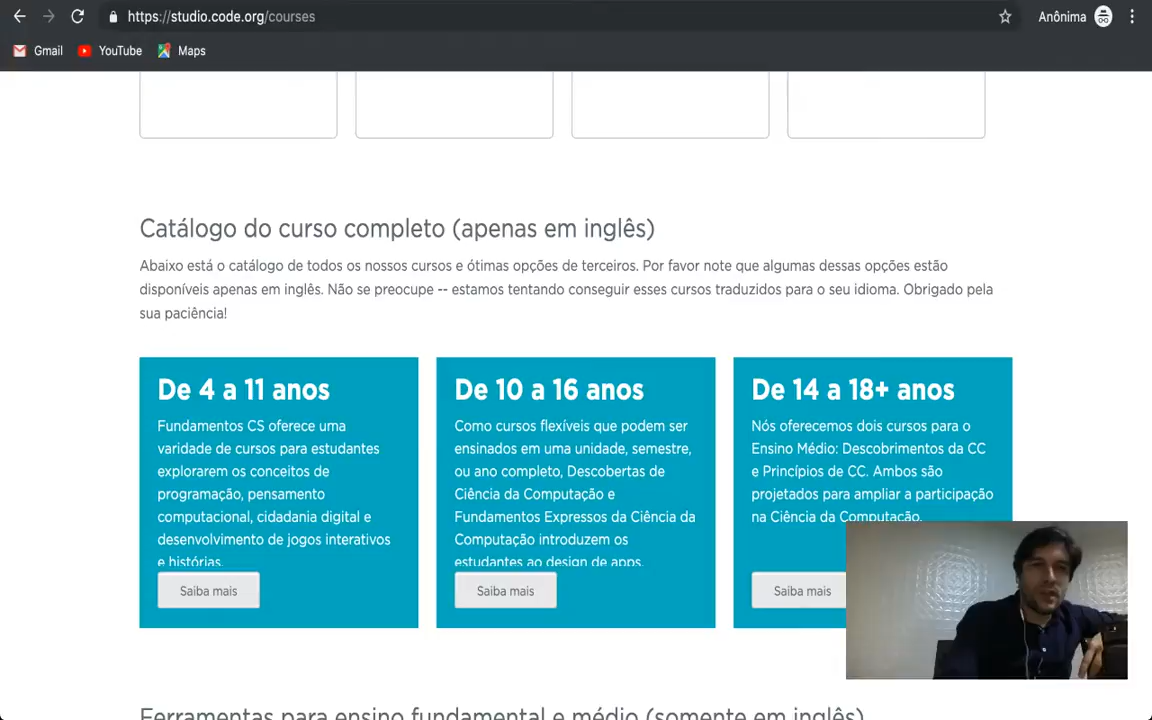 https://studio.code.org/courses
Anônima
Gmail
YouTube
Maps
Catálogo do curso completo (apenas em inglês)
Abaixo está o catálogo de todos os nossos cursos e ótimas opções de terceiros. Por favor note que algumas dessas opções estão
disponíveis apenas em inglês. Não se preocupe -- estamos tentando conseguir esses cursos traduzidos para o seu idioma. Obrigado pela
sua paciência!
De 4 a 11 anos
Fundamentos CS oferece uma
varidade de cursos para estudantes
explorarem os conceitos de
programação, pensamento
computacional, cidadania digital e
desenvolvimento de jogos interativos
e histórias.
Saiba mais
De 10 a 16 anos
Como cursos flexíveis que podem ser
ensinados em uma unidade, semestre,
ou ano completo, Descobertas de
Ciência da Computação e
Fundamentos Expressos da Ciência da
Computação introduzem os
estudantes ao design de apps.
Saiba mais
De 14 a 18+ anos
Nós oferecemos dois cursos para o
Ensino Médio: Descobrimentos da CC
e Princípios de CC. Ambos são
projetados para ampliar a participação
na Ciência da Computação.
Saiba mais
Ferramentas para ensino fundamental e médio (somente em inglês)